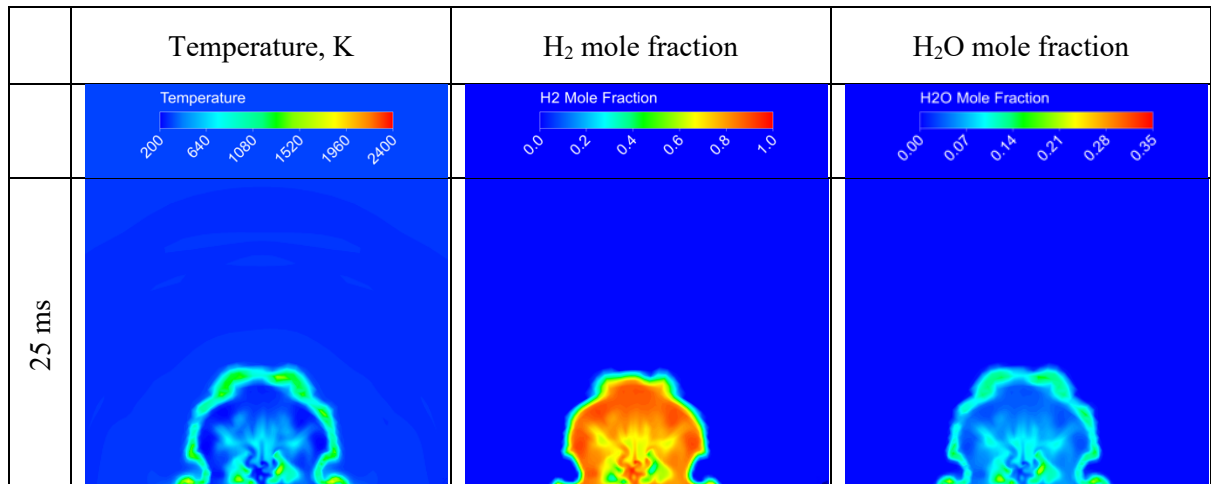 Temperature, K
H₂ mole fraction
H₂O mole fraction
Temperature
200 640 1080 1520 1960 2400
H2 Mole Fraction
0.0 0.2 0.4 0.6 0.8 1.0
H2O Mole Fraction
0.00 0.07 0.14 0.21 0.28 0.35
25 ms